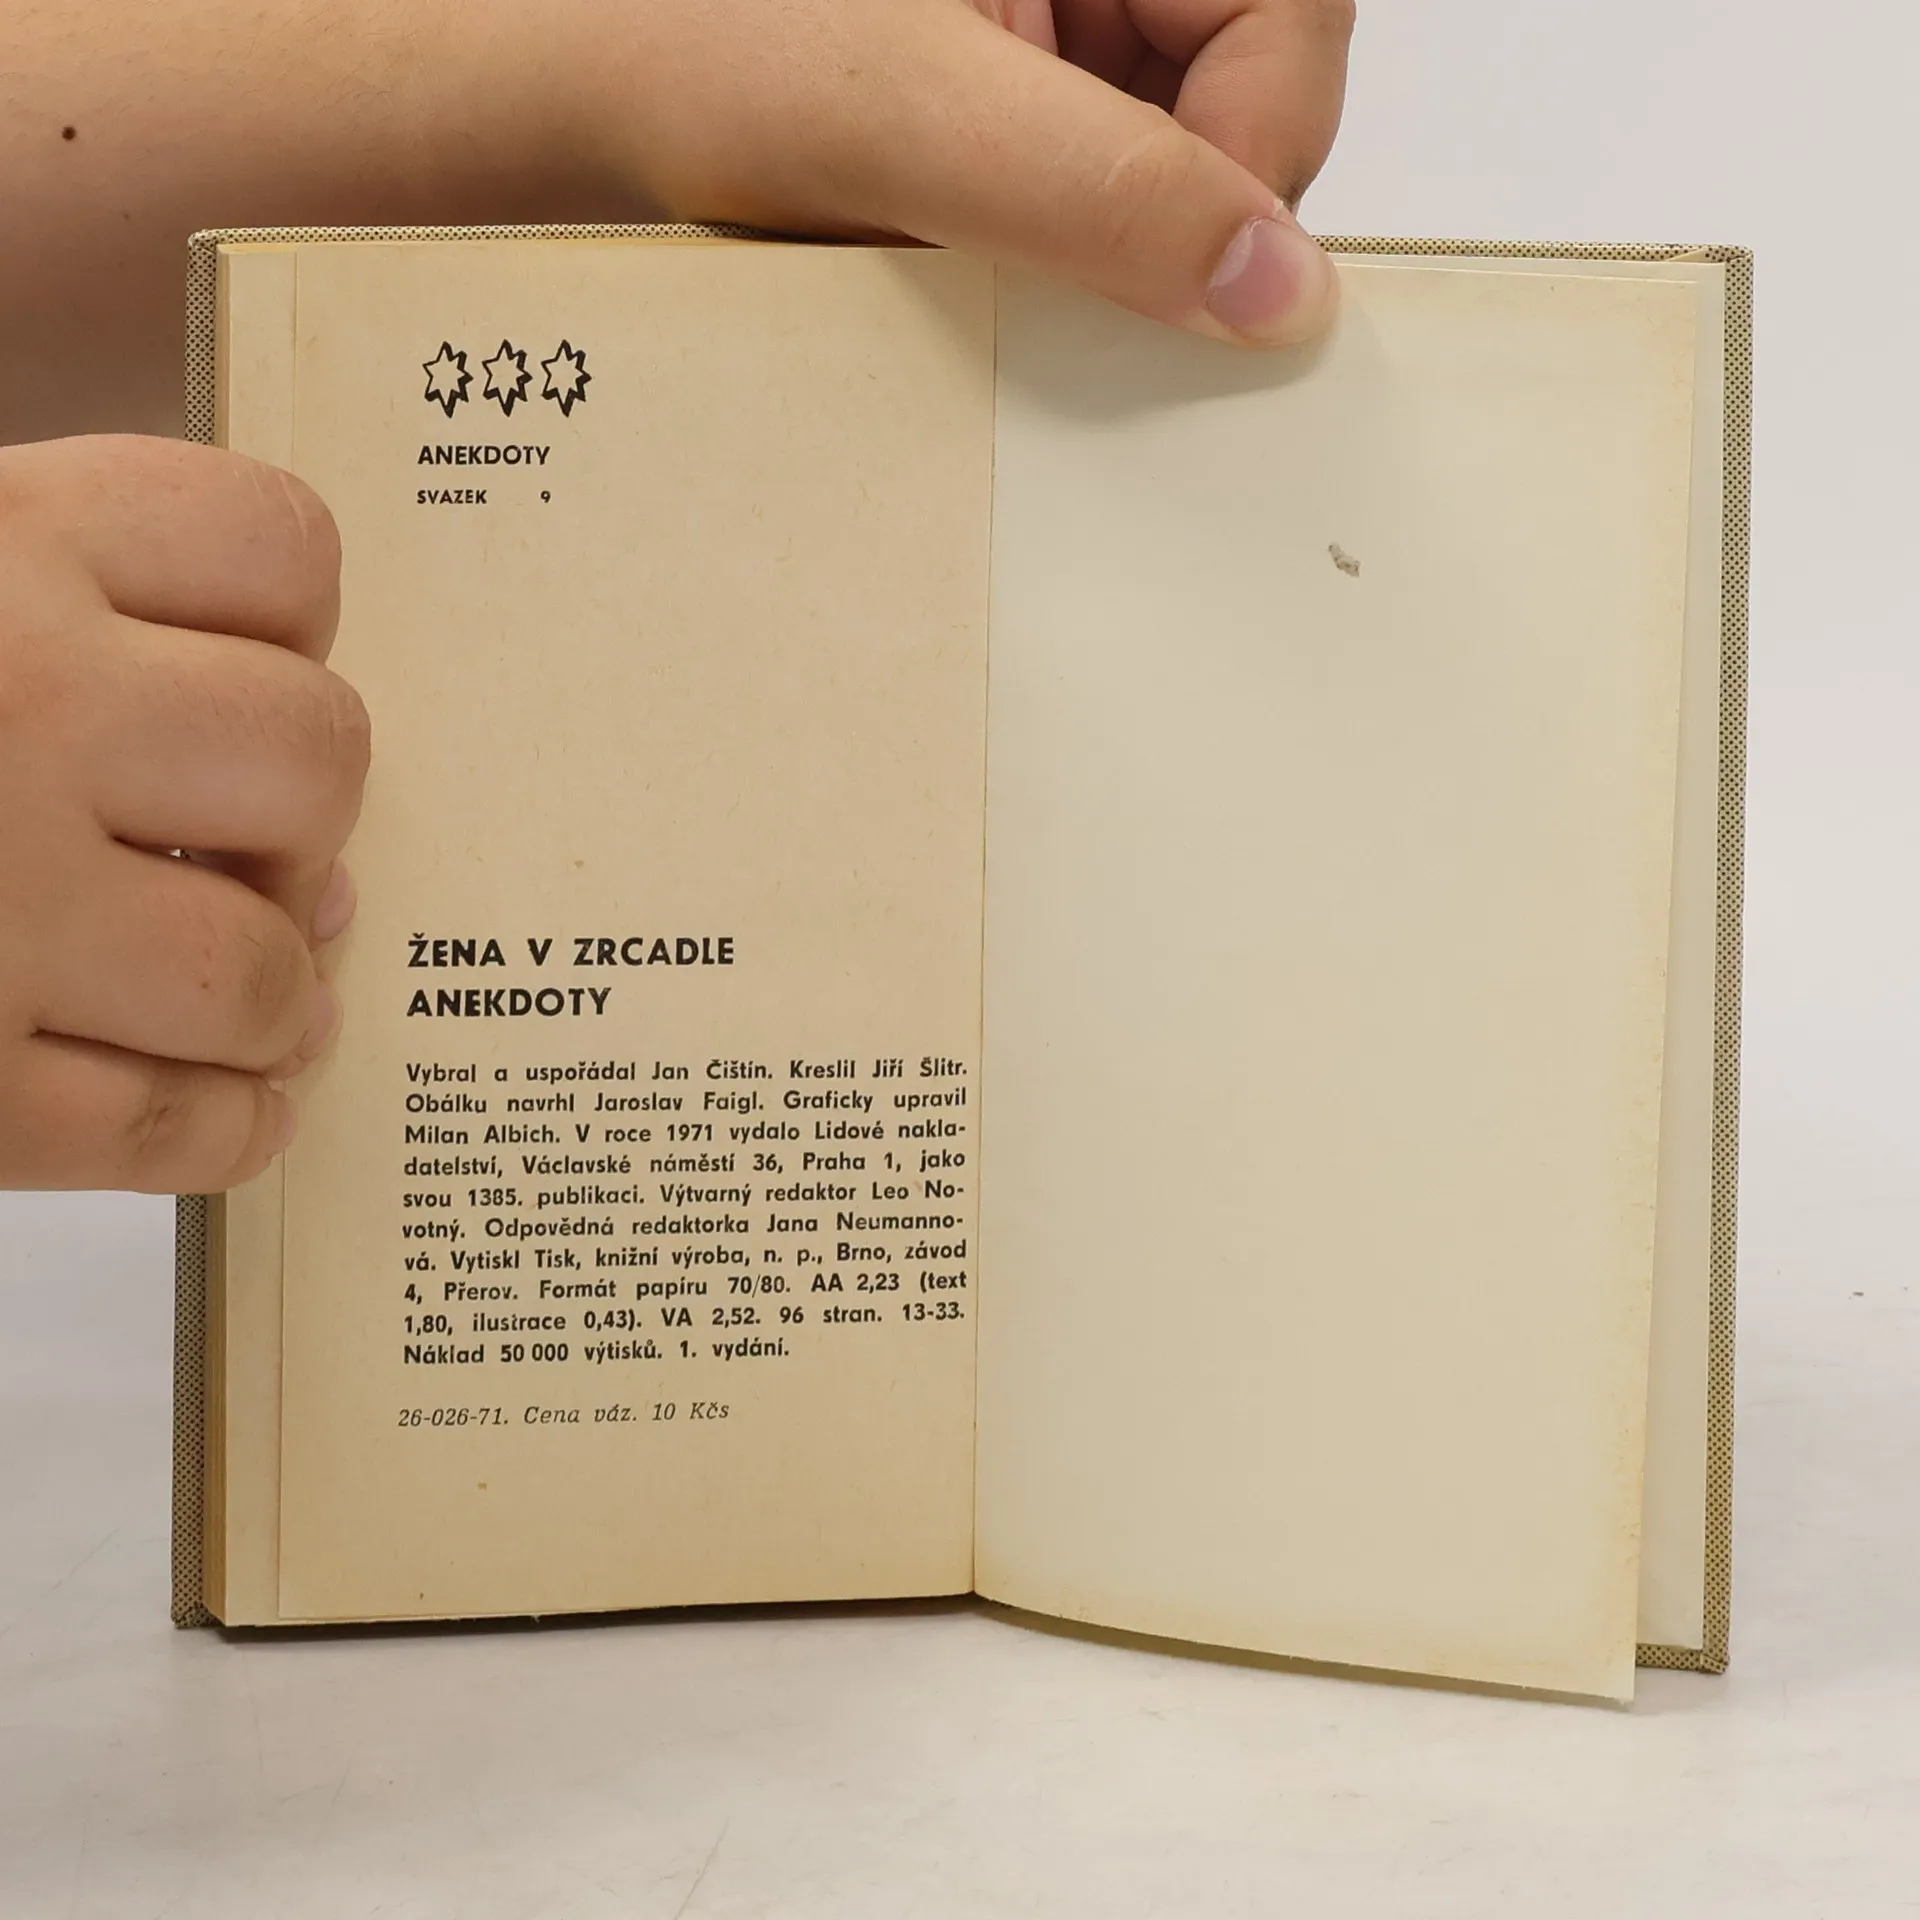 ANEKDOTY
SVAZEK 9
ŽENA V ZRCADLE
ANEKDOTY
Vybral a uspořádal Jan Čištín. Kreslil Jiří Šlitr.
Obálku navrhl Jaroslav Faigl. Graficky upravil
Milan Albich. V roce 1971 vydalo Lidové nakla-
datelství, Václavské náměstí 36, Praha 1, jako
svou 1385. publikaci. Výtvarný redaktor Leo No-
votný. Odpovědná redaktorka Jana Neumanno-
vá. Vytiskl Tisk, knižní výroba, n. p., Brno, závod
4, Přerov. Formát papíru 70/80. AA 2,23 (text
1,80, ilustrace 0,43). VA 2,52. 96 stran. 13-33.
Náklad 50 000 výtisků. 1. vydání.
26-026-71. Cena váz. 10 Kčs